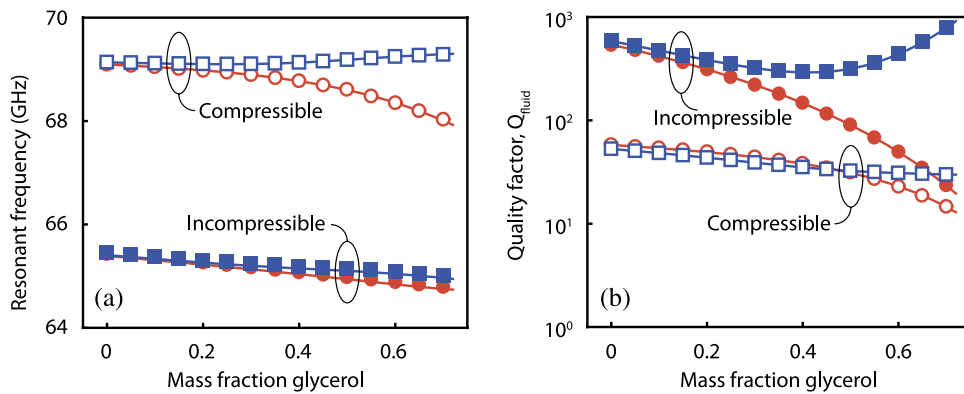 70
68
66
64
Resonant frequency (GHz)
Compressible
Incompressible
(a)
0
0.2
0.4
0.6
Mass fraction glycerol
10³
10²
10¹
10⁰
Quality factor, Q_fluid
Incompressible
Compressible
(b)
0
0.2
0.4
0.6
Mass fraction glycerol